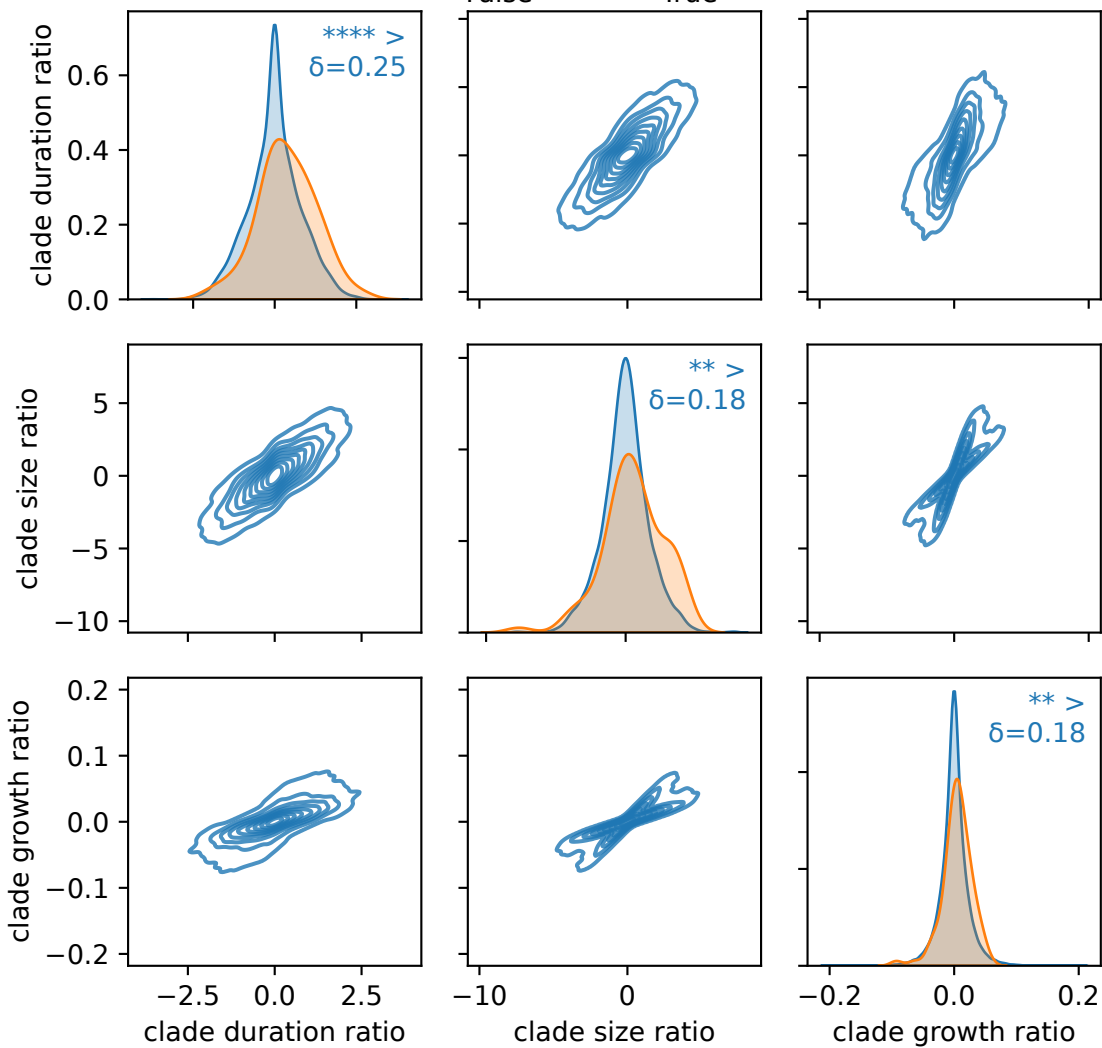 False True
clade duration ratio
0.6
0.4
0.2
0.0
**** >
δ=0.25
clade size ratio
5
0
−5
−10
** >
δ=0.18
clade growth ratio
0.2
0.1
0.0
−0.1
−0.2
** >
δ=0.18
−2.5 0.0 2.5
−10 0
−0.2 0.0 0.2
clade duration ratio
clade size ratio
clade growth ratio